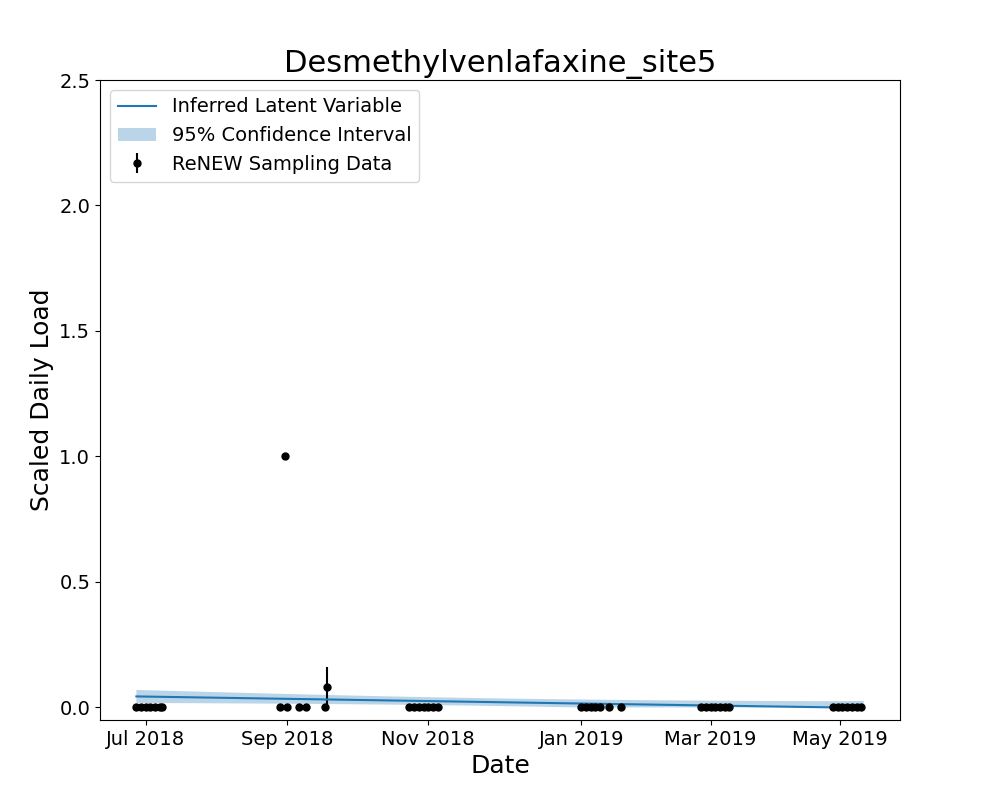 Desmethylvenlafaxine_site5
2.5
2.0
1.5
1.0
0.5
0.0
Scaled Daily Load
Inferred Latent Variable
95% Confidence Interval
ReNEW Sampling Data
Jul 2018 Sep 2018 Nov 2018 Jan 2019 Mar 2019 May 2019
Date